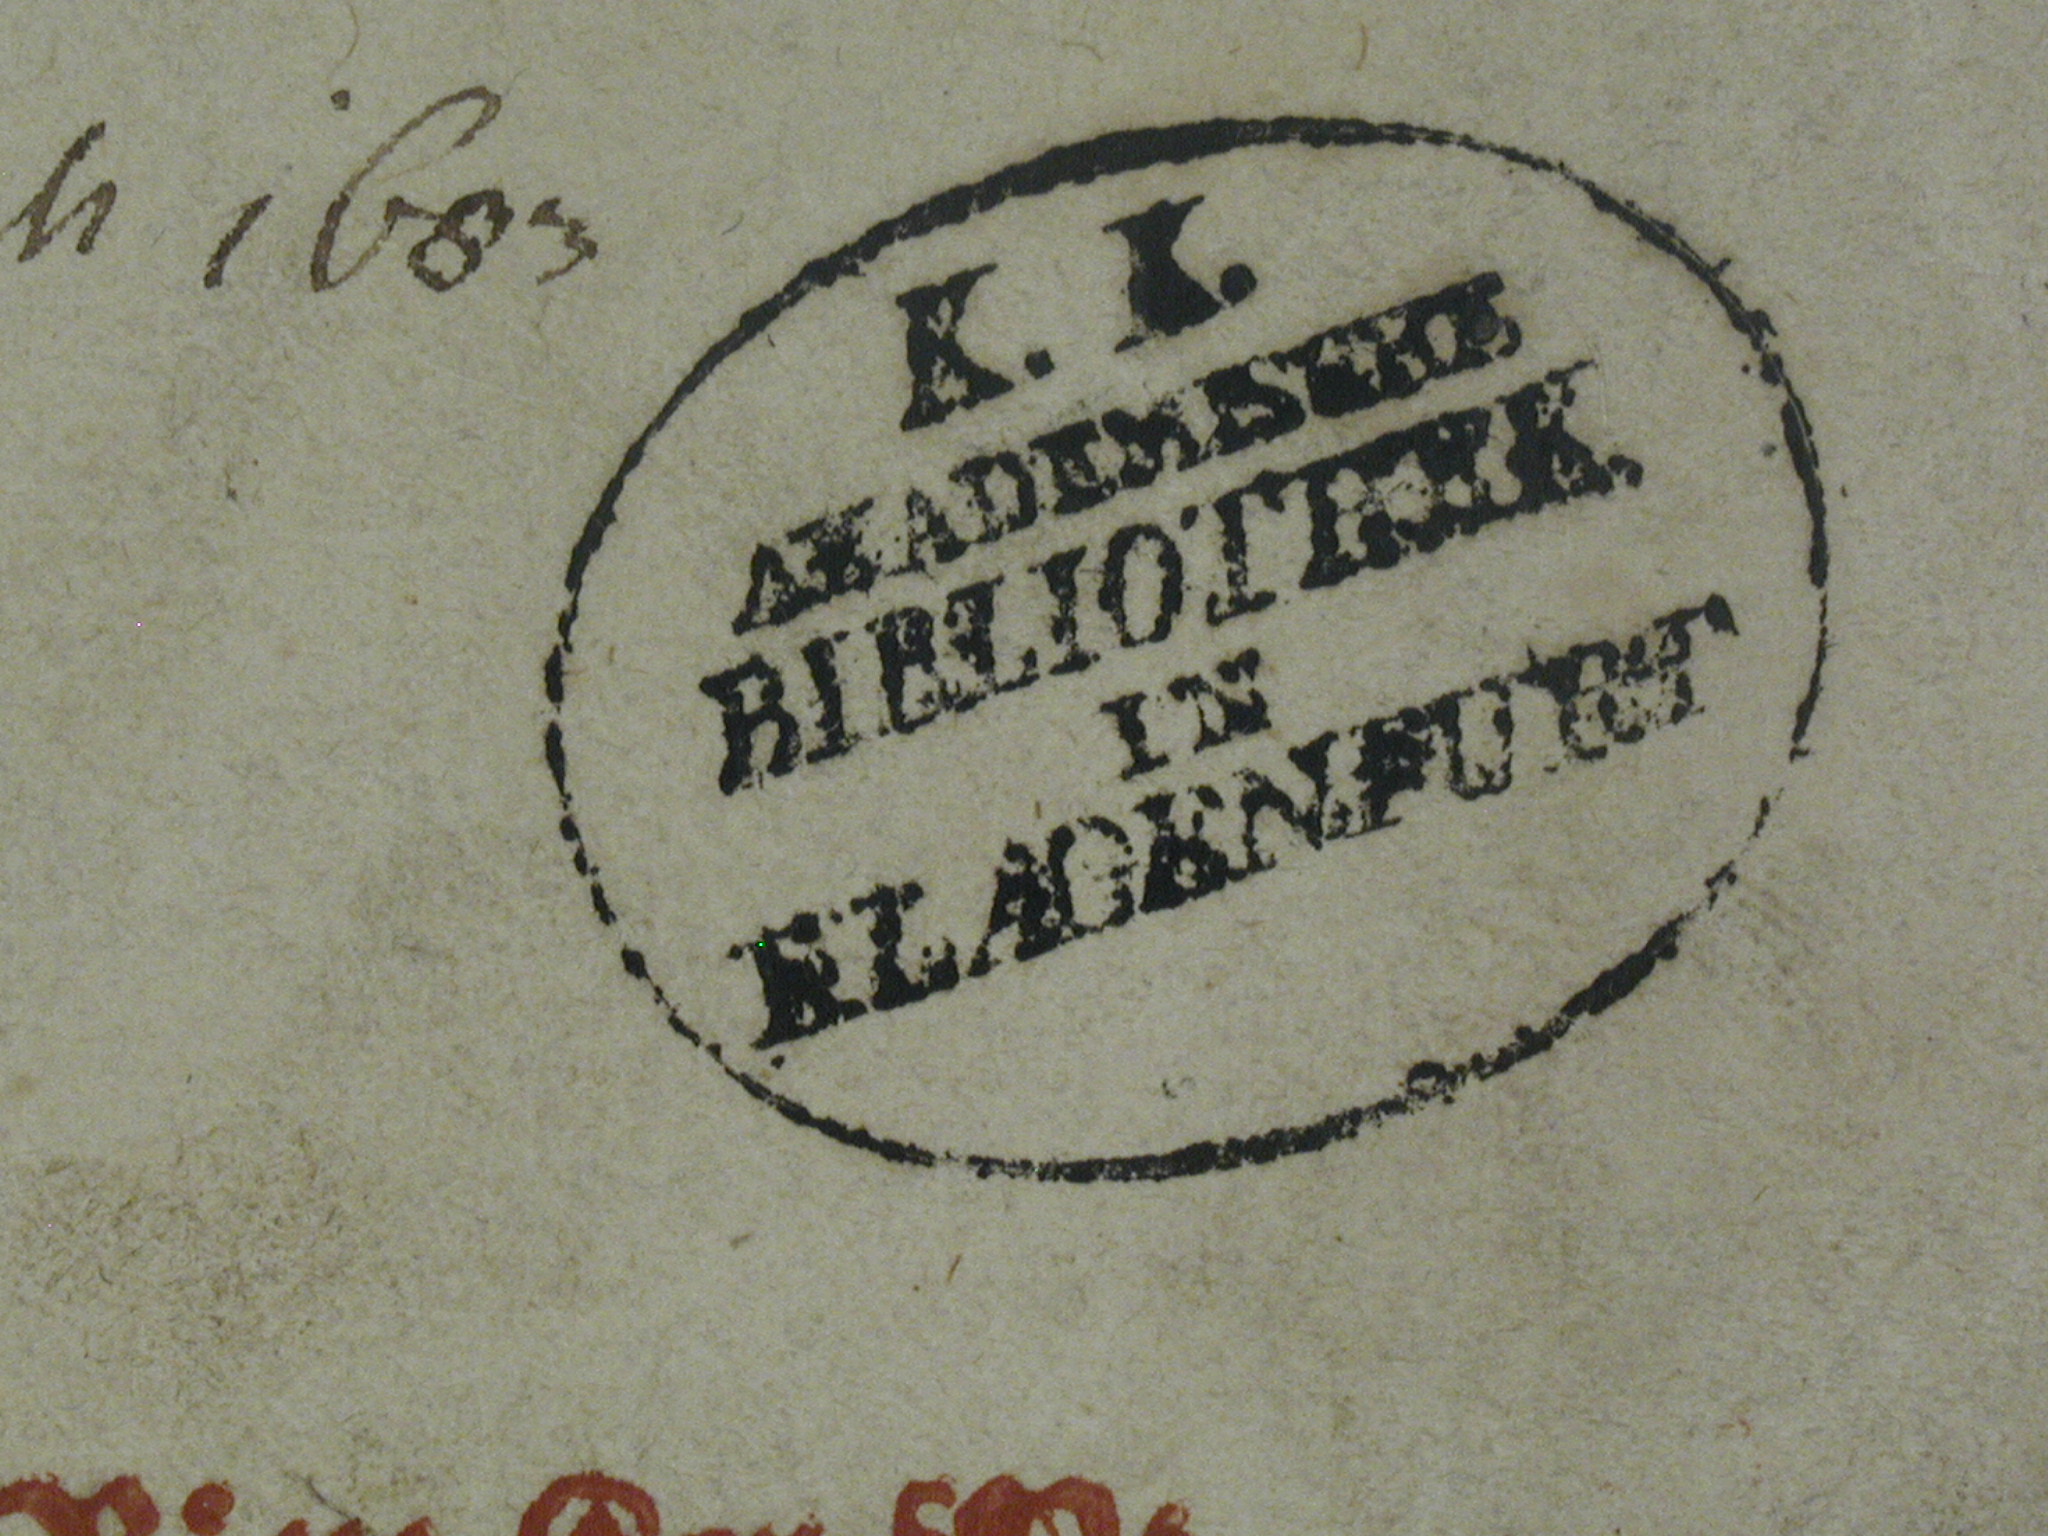 h 1683
K. K.
AKADEMISCHE
BIBLIOTHEK.
IN
KLAGENFURT